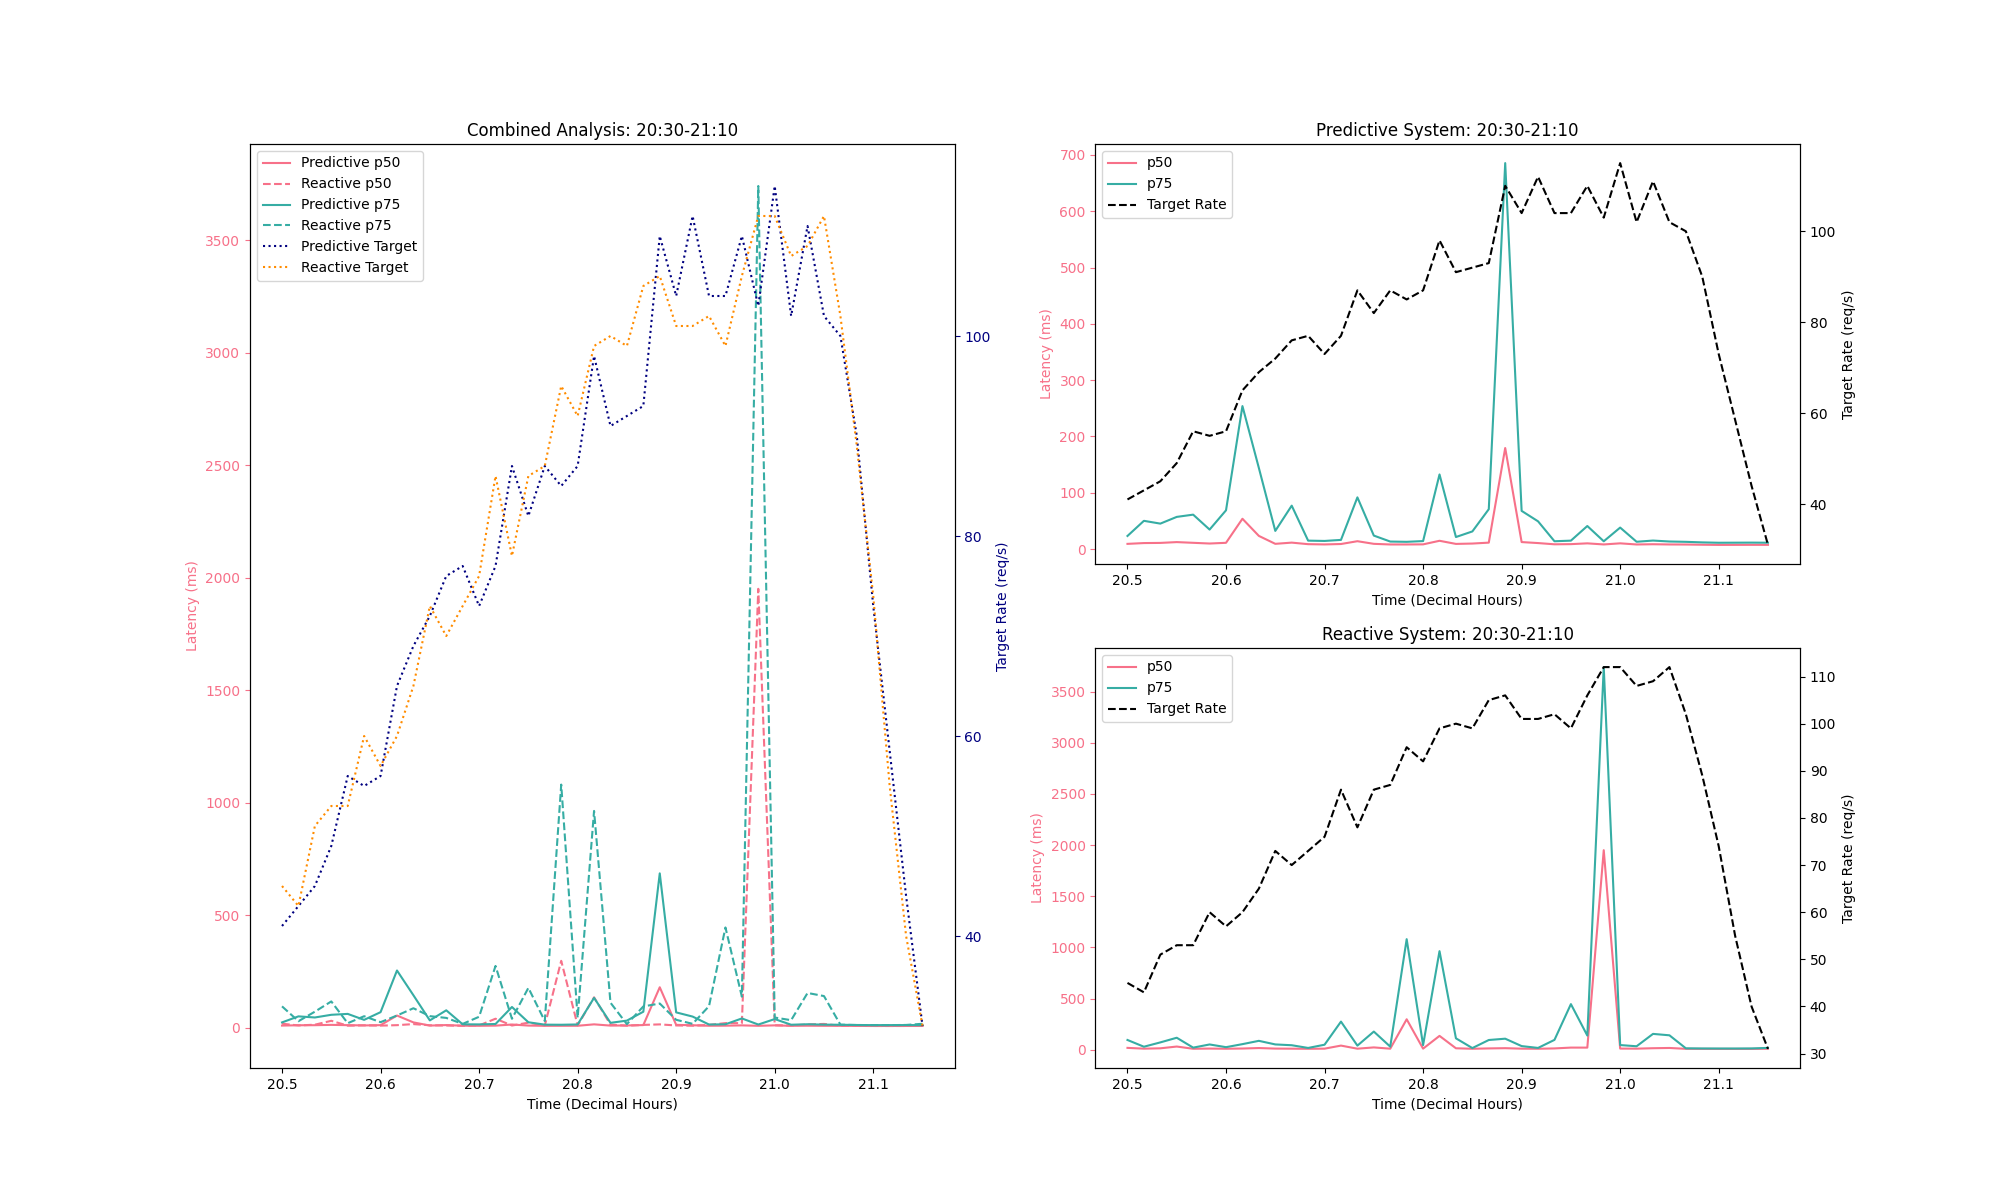 Combined Analysis: 20:30-21:10
Predictive p50
Reactive p50
Predictive p75
Reactive p75
Predictive Target
Reactive Target
3500
3000
2500
2000
1500
1000
500
0
Latency (ms)
100
80
60
40
Target Rate (req/s)
20.5 20.6 20.7 20.8 20.9 21.0 21.1
Time (Decimal Hours)
Predictive System: 20:30-21:10
p50
p75
Target Rate
700
600
500
400
300
200
100
0
Latency (ms)
100
80
60
40
Target Rate (req/s)
20.5 20.6 20.7 20.8 20.9 21.0 21.1
Time (Decimal Hours)
Reactive System: 20:30-21:10
p50
p75
Target Rate
3500
3000
2500
2000
1500
1000
500
0
Latency (ms)
110
100
90
80
70
60
50
40
30
Target Rate (req/s)
20.5 20.6 20.7 20.8 20.9 21.0 21.1
Time (Decimal Hours)